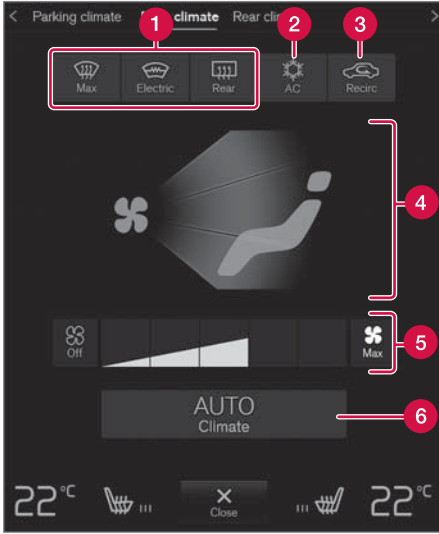 < Parking climate climate Rear >
1 2 3
Max Electric Rear AC Recirc
4
Off Max
5
AUTO
Climate
6
22°C 22°C
Close